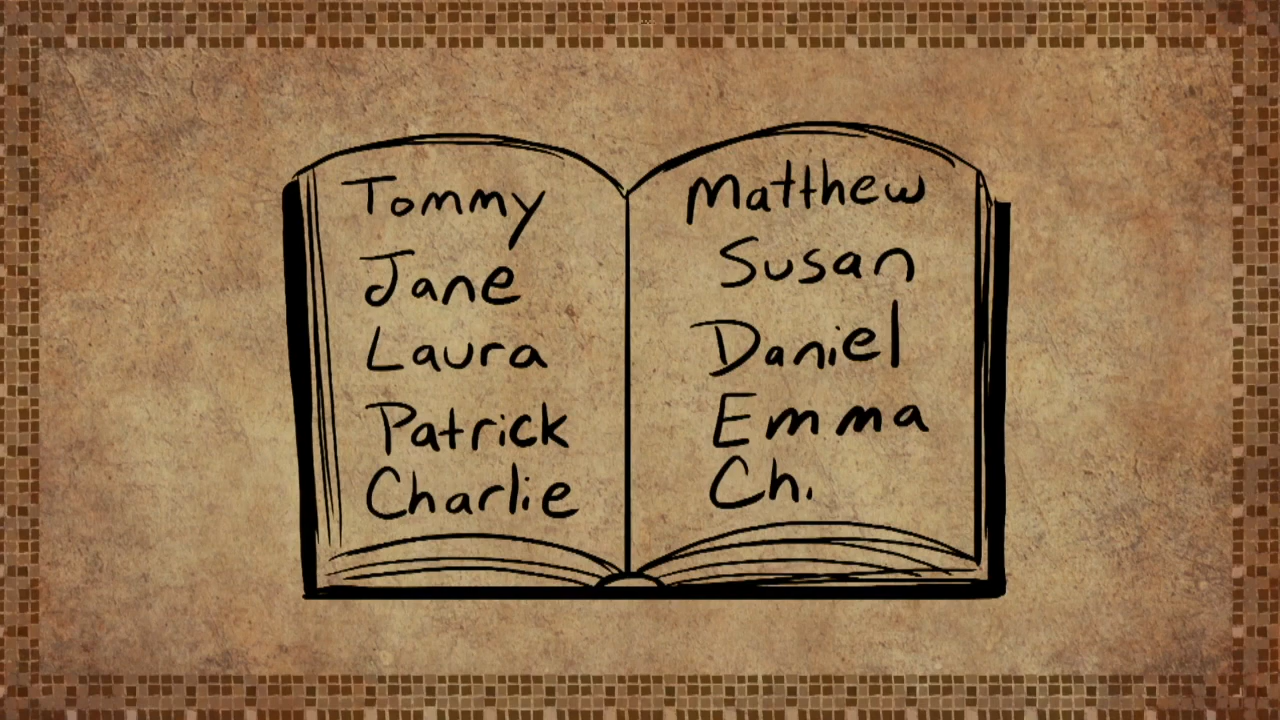 Tommy
Jane
Laura
Patrick
Charlie
Matthew
Susan
Daniel
Emma
Ch.